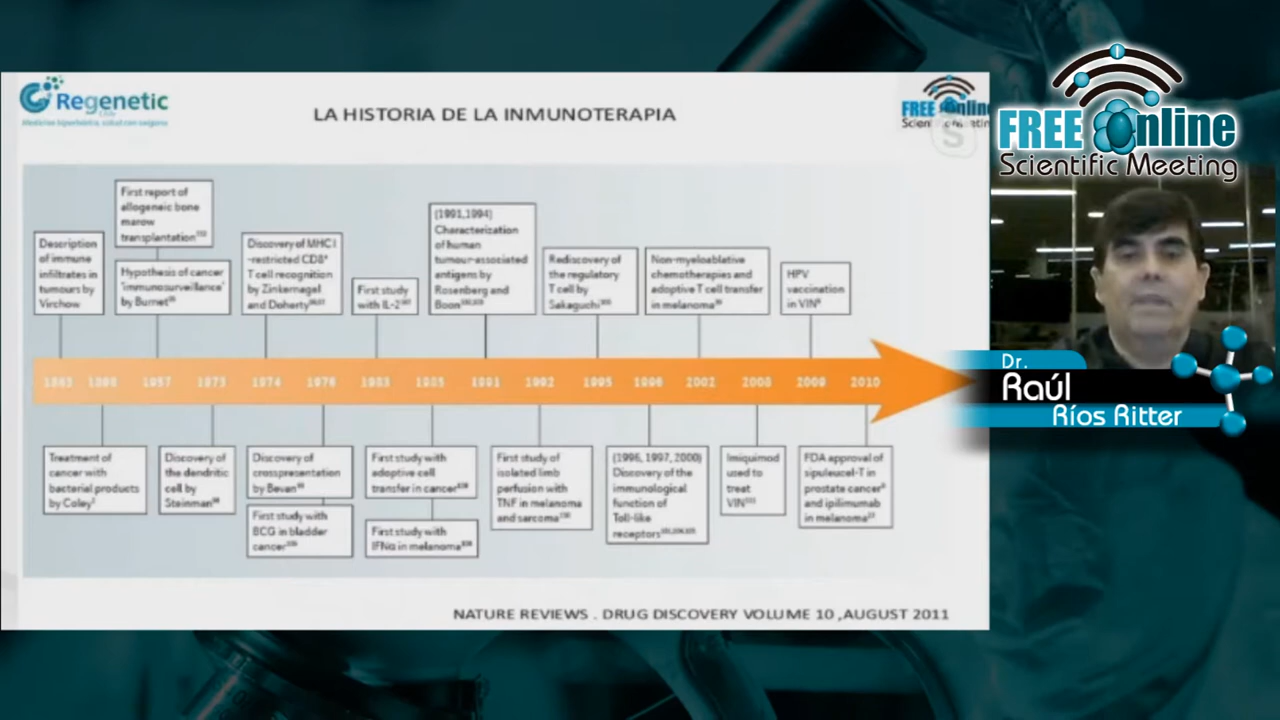 Regenetic
LA HISTORIA DE LA INMUNOTERAPIA
FREE Online
Scientific Meeting
FREE Online
Scientific Meeting
First report of
allogeneic bone
marow
transplantation
Description
of immune
infiltrates in
tumours by
Virchow
Hypothesis of cancer
'immunosurveillance'
by Burnet
Discovery of MHC I
-restricted CD8+
T cell recognition
by Zinkernagel
and Doherty
First study
with IL-2
(1991,1994)
Characterization
of human
tumour-associated
antigens by
Rosenberg and
Boon
Rediscovery of
the regulatory
T cell by
Sakaguchi
Non-myeloablative
chemotherapies and
adoptive T cell transfer
in melanoma
HPV
vaccination
in VIN
1957 1973 1974 1976 1983 1985 1991 1992 1995 1996 2002 2008 2009 2010
Treatment of
cancer with
bacterial products
by Coley
Discovery of
the dendritic
cell by
Steinman
Discovery of
crosspresentation
by Bevan
First study with
BCG in bladder
cancer
First study with
adoptive cell
transfer in cancer
First study with
IFNα in melanoma
First study of
isolated limb
perfusion with
TNF in melanoma
and sarcoma
(1996, 1997, 2000)
Discovery of the
immunological
function of
Toll-like
receptors
Imiquimod
used to
treat
VIN
FDA approval of
sipuleucel-T in
prostate cancer
and ipilimumab
in melanoma
NATURE REVIEWS . DRUG DISCOVERY VOLUME 10 ,AUGUST 2011
Dr.
Raúl
Ríos Ritter